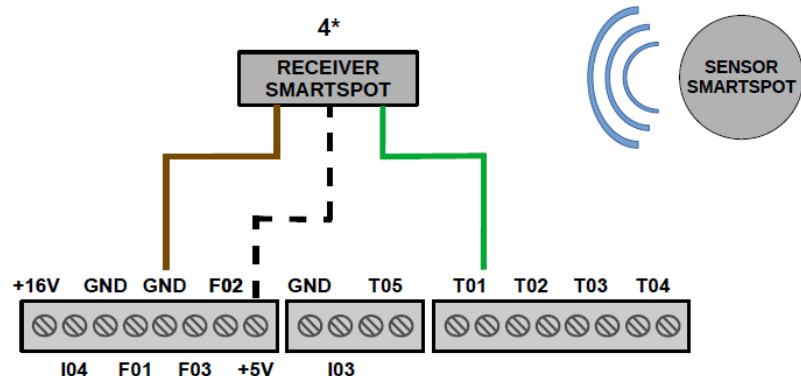 4*
RECEIVER
SMARTSPOT
SENSOR
SMARTSPOT
+16V GND GND F02 GND T05 T01 T02 T03 T04
I04 F01 F03 +5V I03